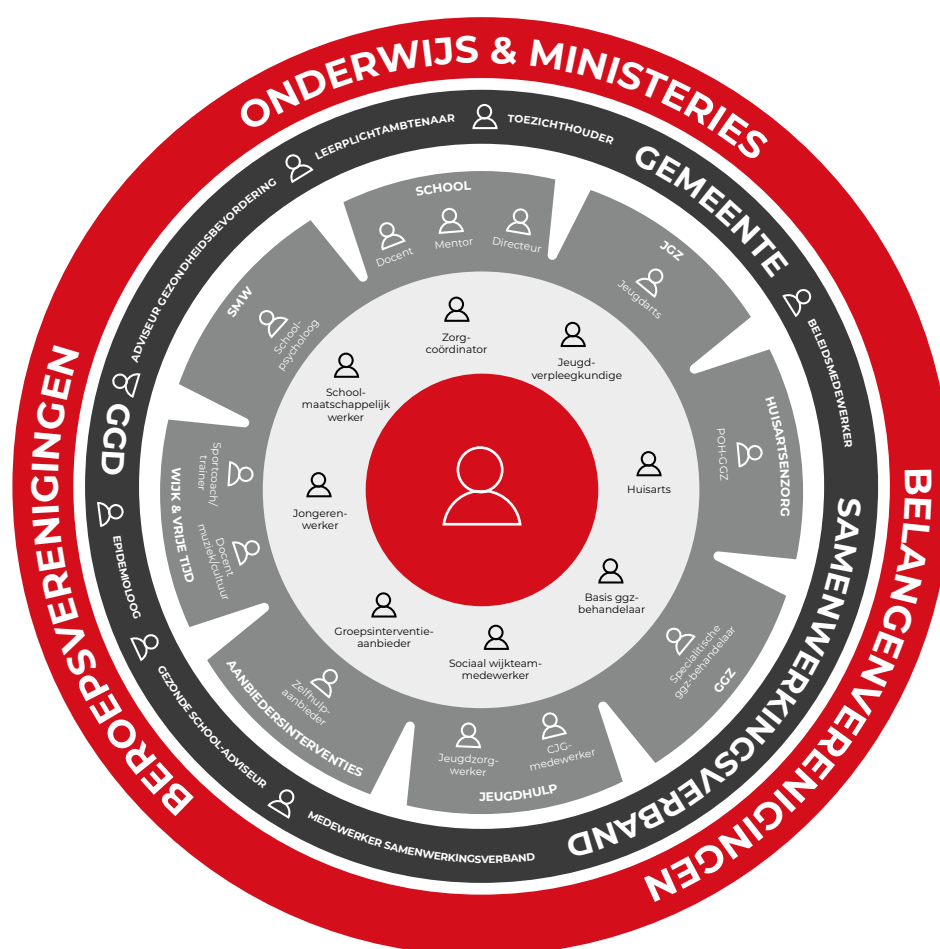 ONDERWIJS & MINISTERIES
BELANGENVERENIGINGEN
BEROEPSVERENIGINGEN
GEMEENTE
BELEIDSMEDEWERKER
SAMENWERKINGSVERBAND
MEDEWERKER SAMENWERKINGSVERBAND
GEZONDE SCHOOL-ADVISEUR
EPIDEMIOLOOG
GGD
ADVISEUR GEZONDHEIDSBEVORDERING
LEERPLICHTAMBTENAAR
TOEZICHTHOUDER
SCHOOL
Docent
Mentor
Directeur
JGZ
Jeugdarts
HUISARTSENZORG
POH-GGZ
GGZ
Specialitische
ggz-behandelaar
JEUGDHULP
Jeugdzorg-
werker
CJG-
medewerker
AANBIEDERSINTERVENTIES
Zelfhulp-
aanbieder
WIJK & VRIJE TIJD
Sportcoach/
trainer
Docent
muziek/cultuur
SMW
School-
psycholoog
Zorg-
coördinator
Jeugd-
verpleegkundige
Huisarts
Basis ggz-
behandelaar
Sociaal wijkteam-
medewerker
Groepsinterventie-
aanbieder
Jongeren-
werker
School-
maatschappelijk
werker